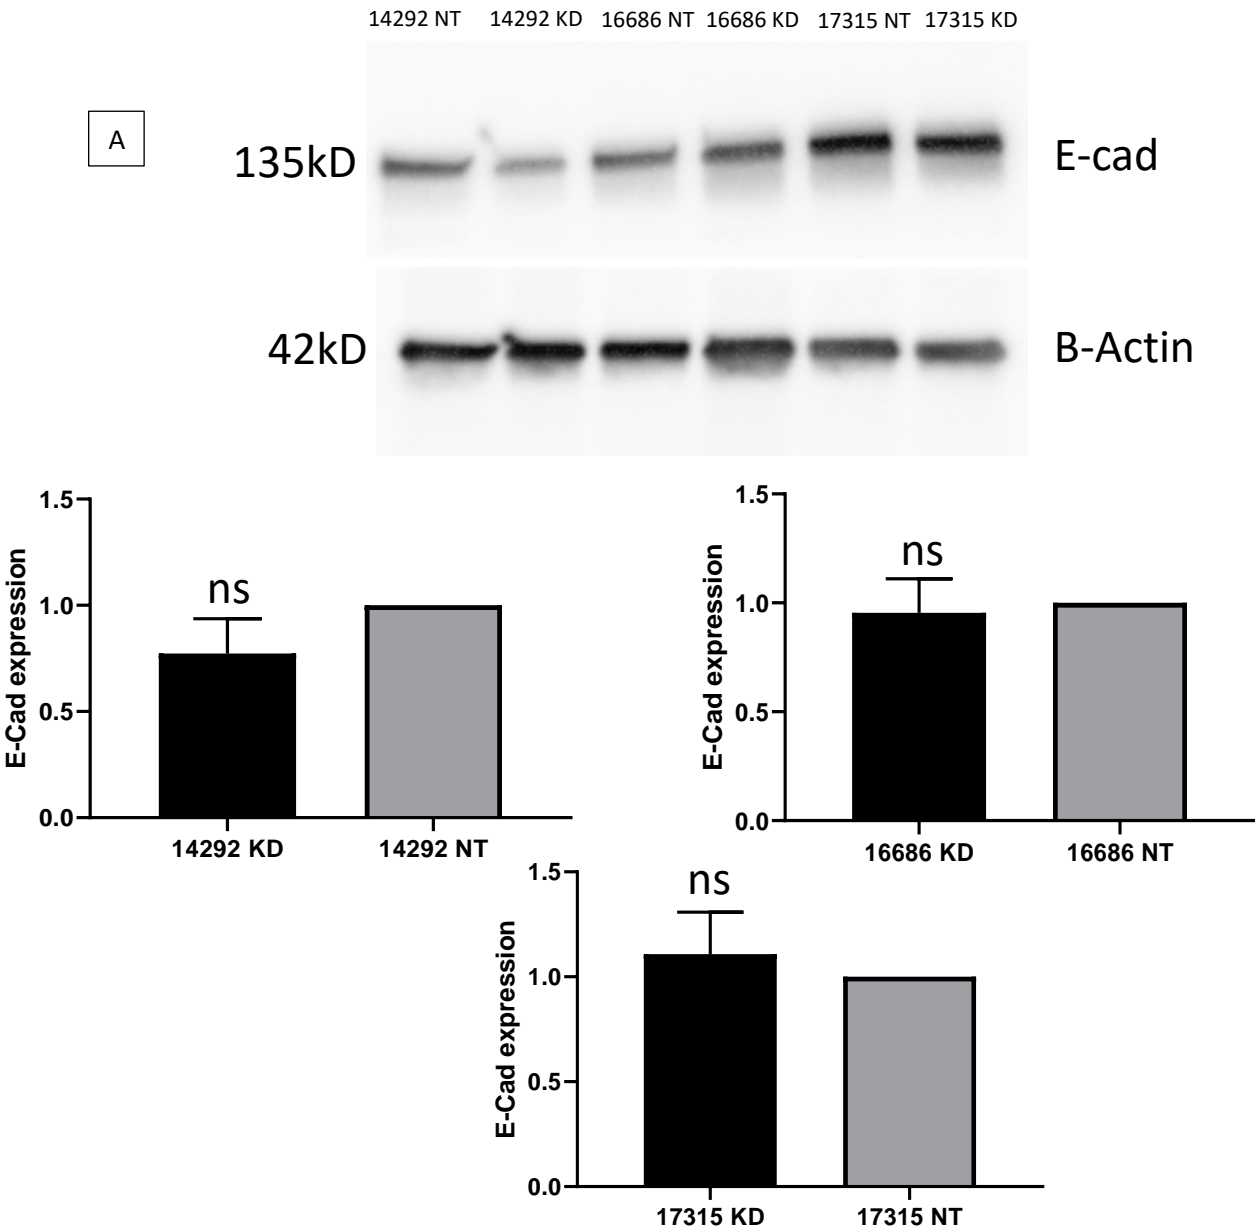 14292 NT 14292 KD 16686 NT 16686 KD 17315 NT 17315 KD
A
135kD
E-cad
42kD
B-Actin
E-Cad expression
1.5
1.0
0.5
0.0
ns
14292 KD 14292 NT
E-Cad expression
1.5
1.0
0.5
0.0
ns
16686 KD 16686 NT
E-Cad expression
1.5
1.0
0.5
0.0
ns
17315 KD 17315 NT